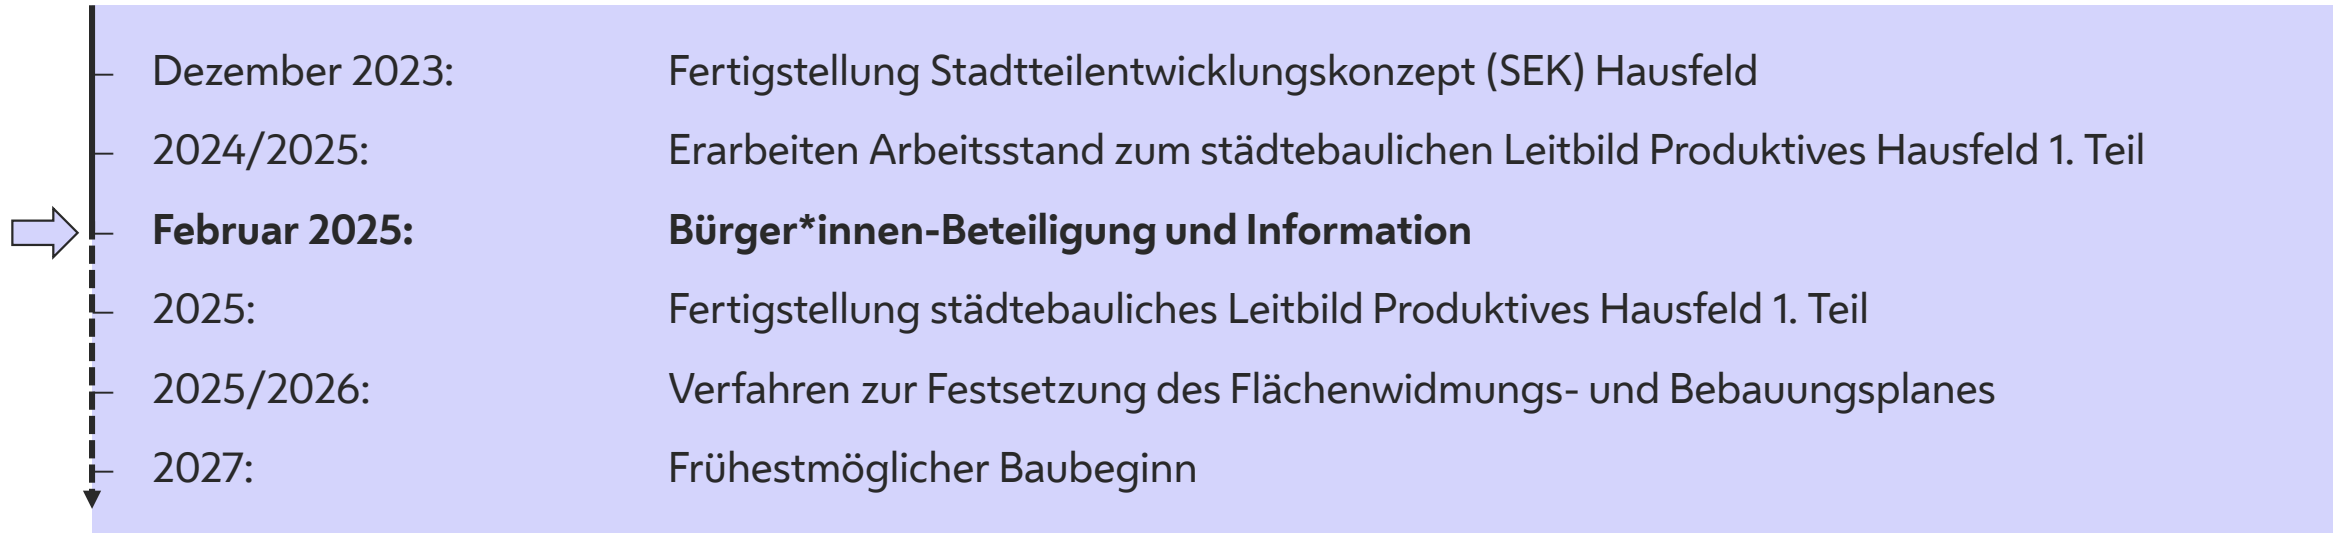 Dezember 2023: Fertigstellung Stadtteilentwicklungskonzept (SEK) Hausfeld
2024/2025: Erarbeiten Arbeitsstand zum städtebaulichen Leitbild Produktives Hausfeld 1. Teil
Februar 2025: Bürger*innen-Beteiligung und Information
2025: Fertigstellung städtebauliches Leitbild Produktives Hausfeld 1. Teil
2025/2026: Verfahren zur Festsetzung des Flächenwidmungs- und Bebauungsplanes
2027: Frühestmöglicher Baubeginn